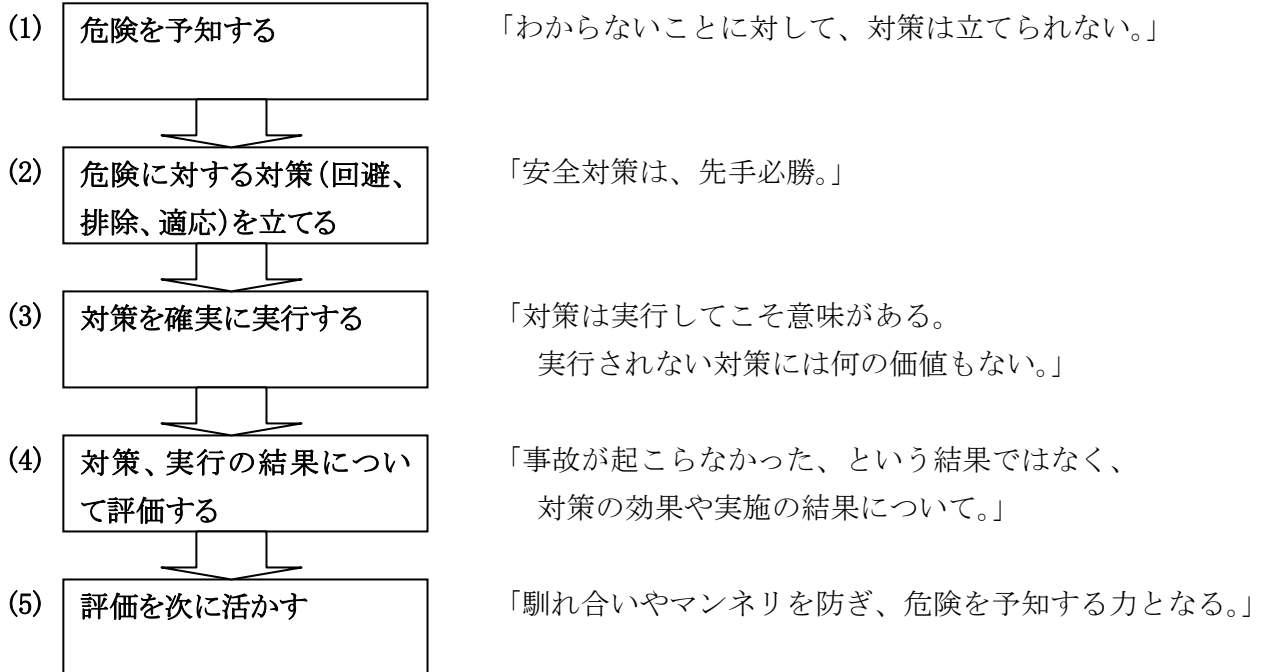 (1) 危険を予知する 「わからないことに対して、対策は立てられない。」
(2) 危険に対する対策(回避、 「安全対策は、先手必勝。」
排除、適応)を立てる
(3) 対策を確実に実行する 「対策は実行してこそ意味がある。
実行されない対策には何の価値もない。」
(4) 対策、実行の結果につい 「事故が起こらなかった、という結果ではなく、
て評価する 対策の効果や実施の結果について。」
(5) 評価を次に活かす 「馴れ合いやマンネリを防ぎ、危険を予知する力となる。」